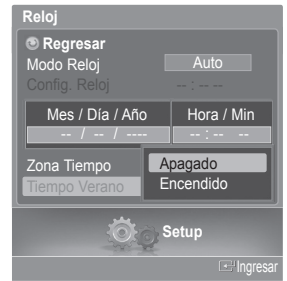 Reloj
Regresar
Modo Reloj Auto
Config. Reloj -- : -- --
Mes / Día / Año Hora / Min
-- / -- / ---- -- : -- --
Zona Tiempo Apagado
Tiempo Verano Encendido
Setup
Ingresar